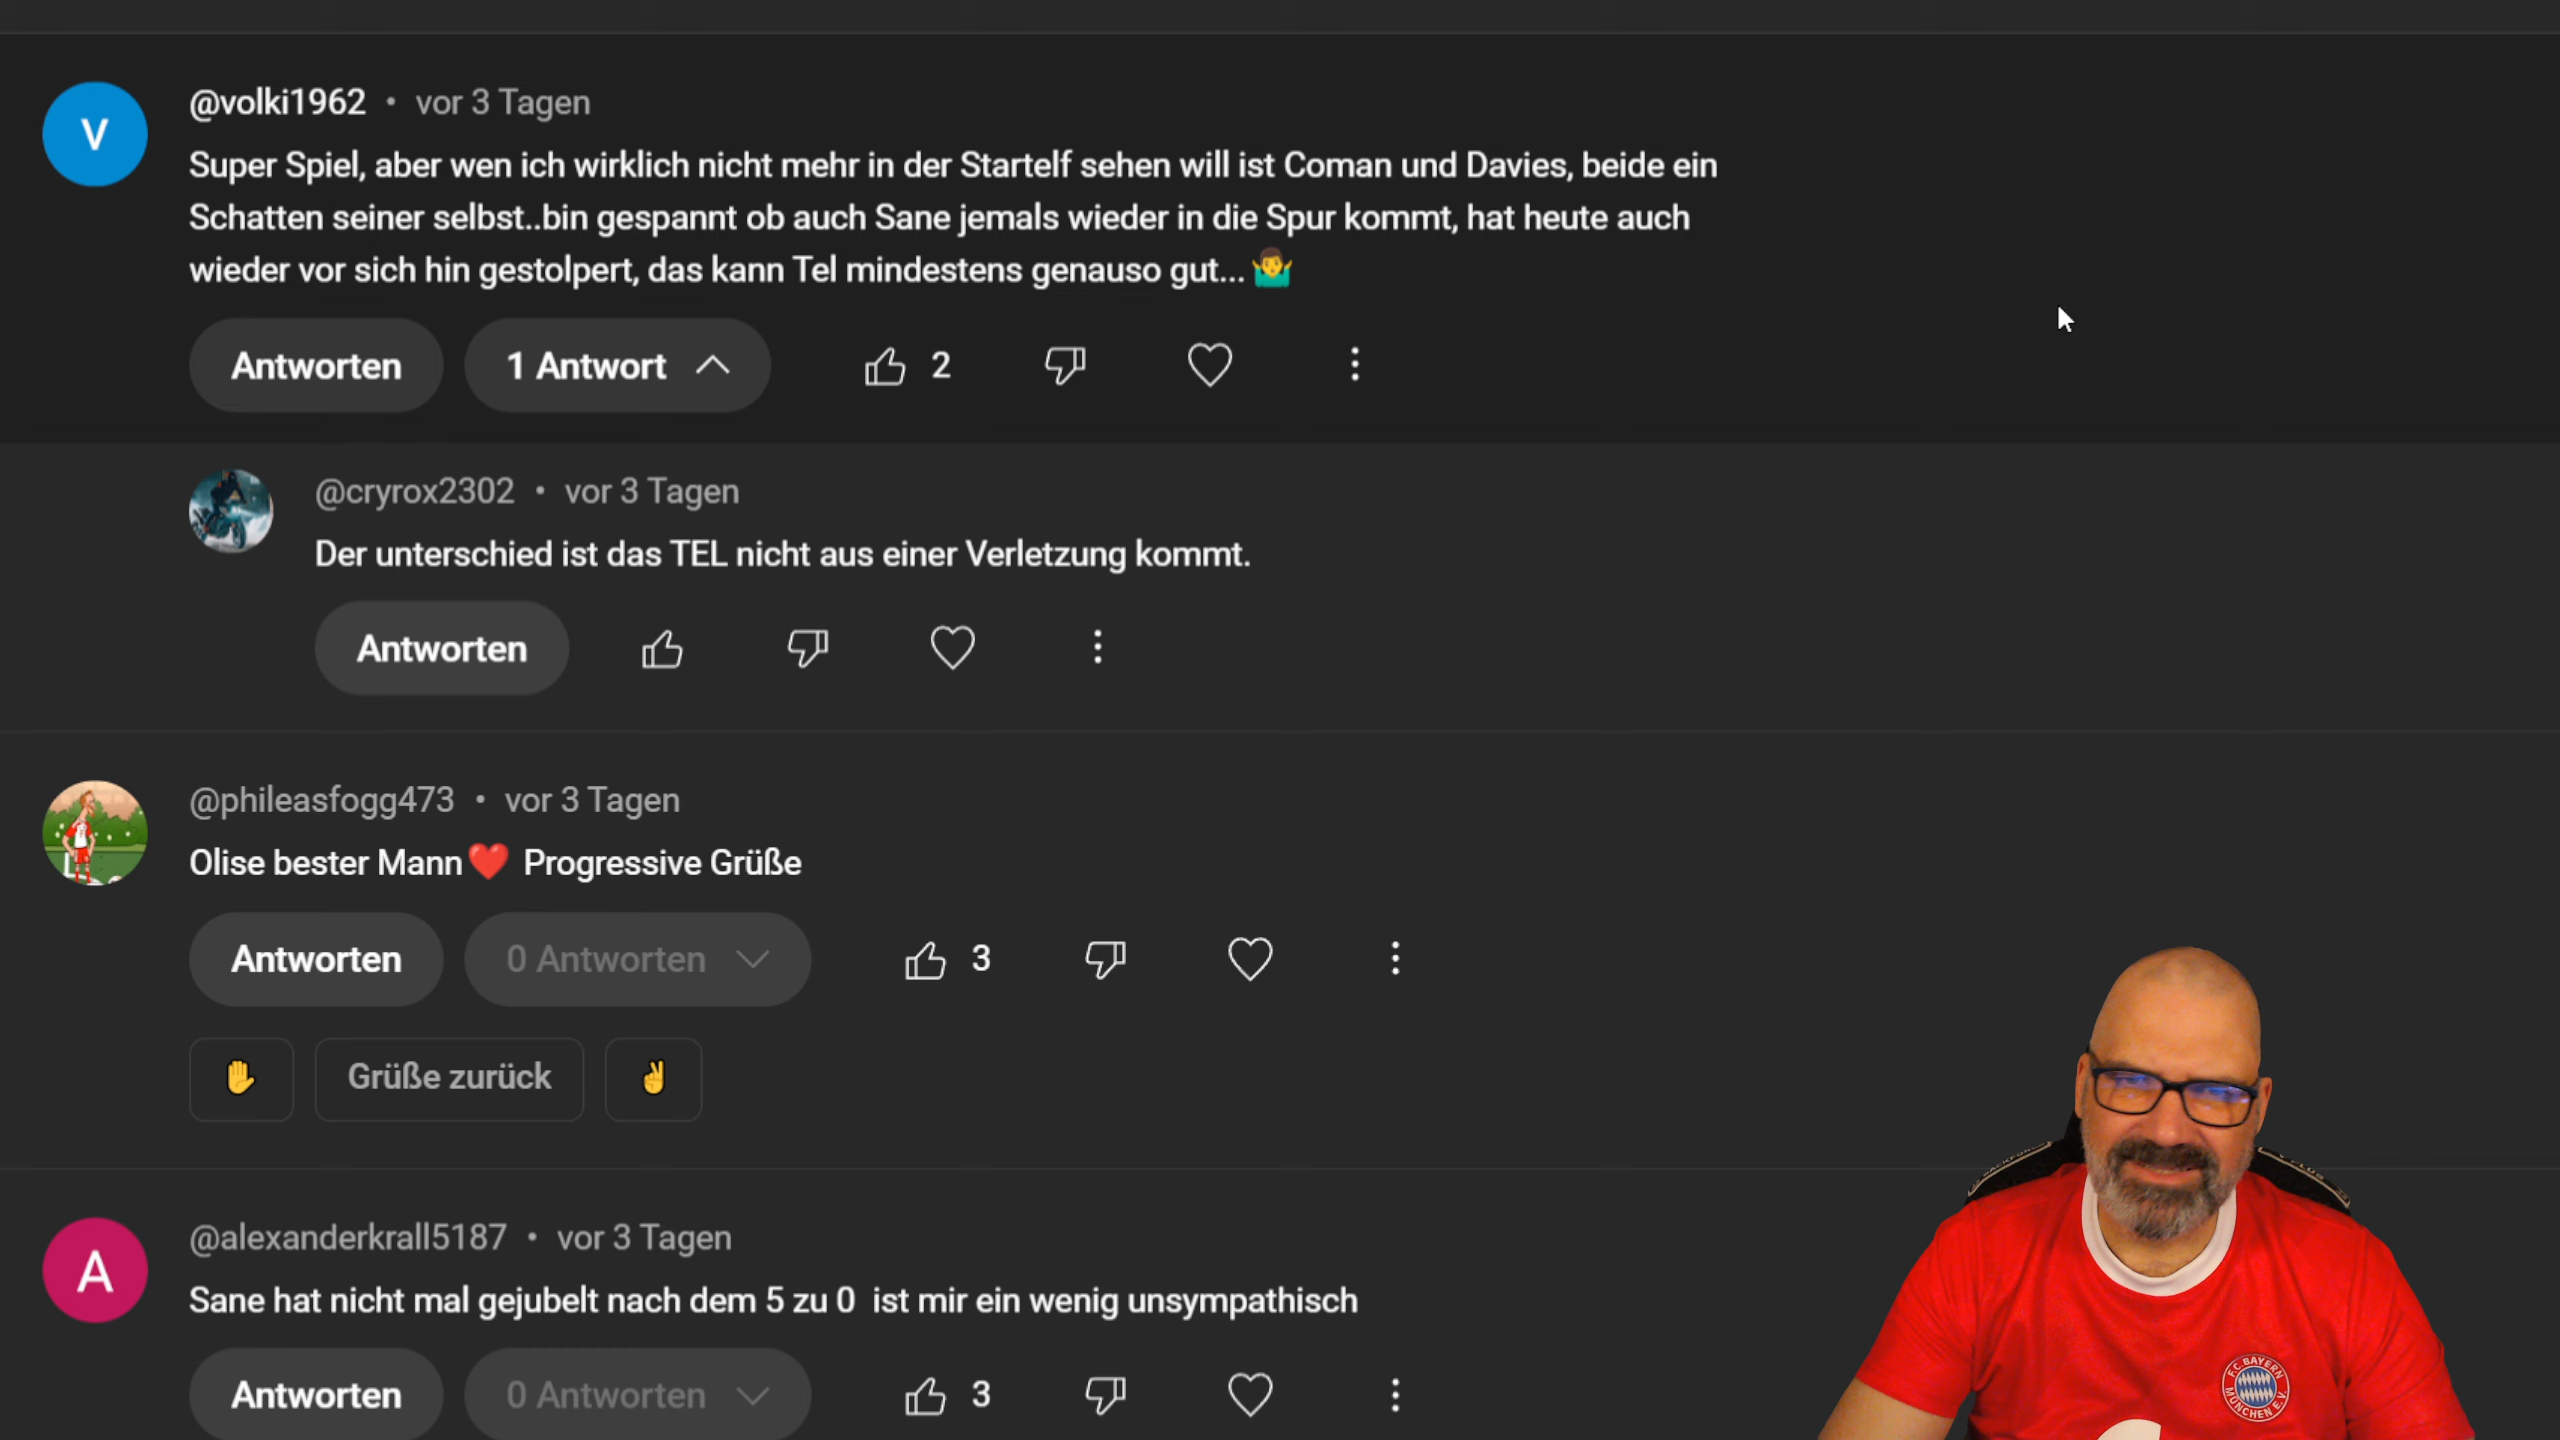 @volki1962 • vor 3 Tagen
Super Spiel, aber wen ich wirklich nicht mehr in der Startelf sehen will ist Coman und Davies, beide ein
Schatten seiner selbst..bin gespannt ob auch Sane jemals wieder in die Spur kommt, hat heute auch
wieder vor sich hin gestolpert, das kann Tel mindestens genauso gut... 🤷‍♂️
V
Antworten 1 Antwort 2
@cryrox2302 • vor 3 Tagen
Der unterschied ist das TEL nicht aus einer Verletzung kommt.
Antworten
@phileasfogg473 • vor 3 Tagen
Olise bester Mann❤️ Progressive Grüße
Antworten 0 Antworten 3
✋ Grüße zurück ✌️
@alexanderkrall5187 • vor 3 Tagen
A
Sane hat nicht mal gejubelt nach dem 5 zu 0  ist mir ein wenig unsympathisch
Antworten 0 Antworten 3
F.C. BAYERN
MÜNCHEN E.V.